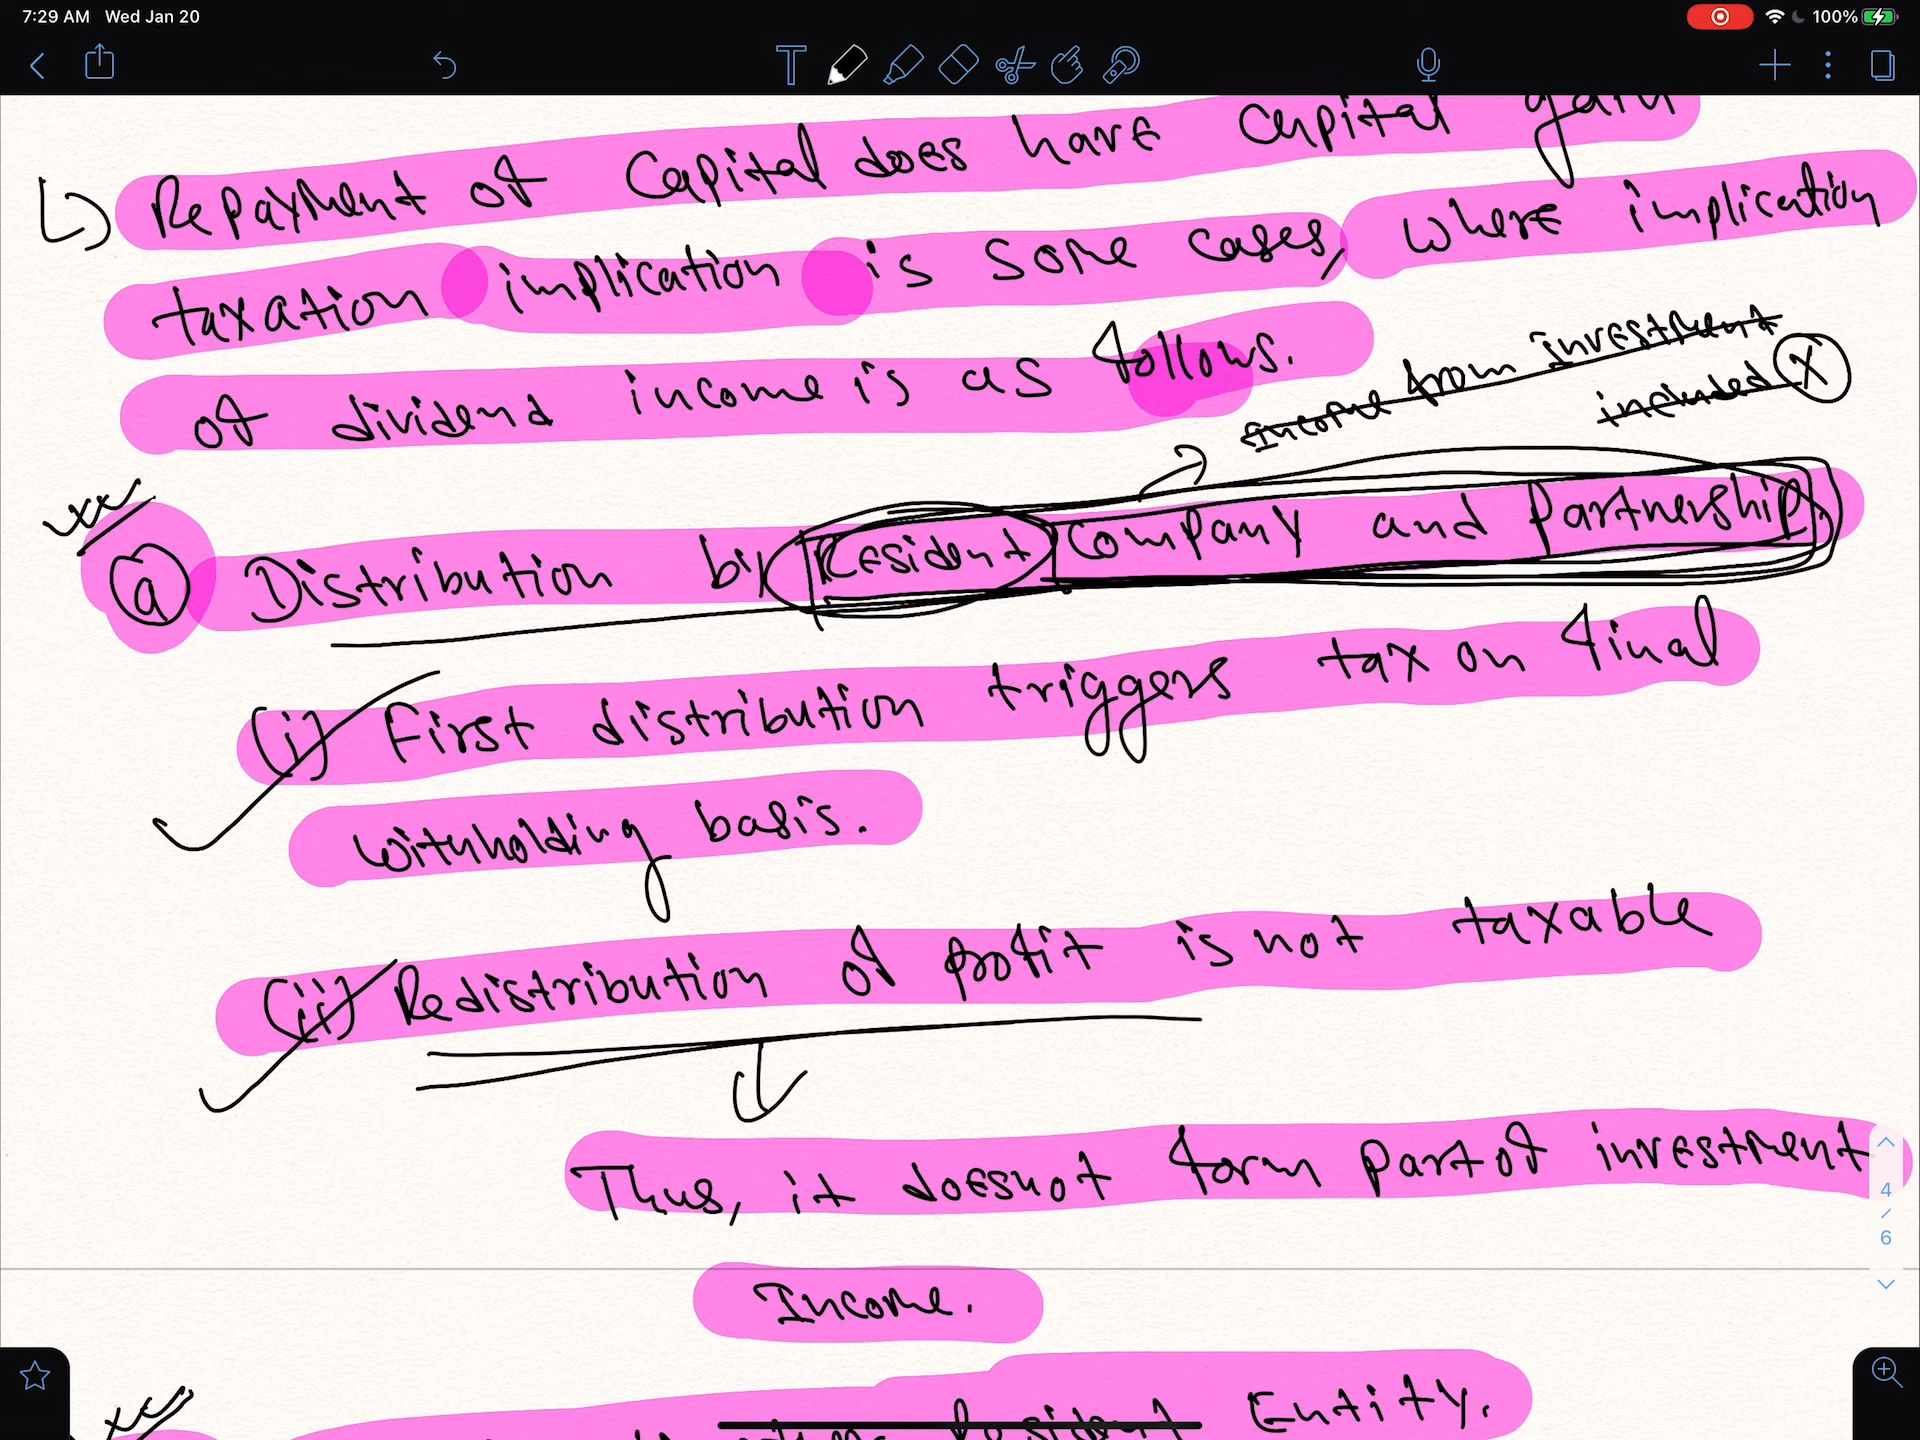 7:29 AM Wed Jan 20
100%
Repayment of Capital does have capital gain
taxation implication is some cases, where implication
of dividend income is as follows.
income from investment
included X
a Distribution by Resident Company and Partnership.
(i) First distribution triggers tax on final
withholding basis.
(ii) Redistribution of profit is not taxable
Thus, it doesnot form part of investment
Income.
4
/
6
Resident Entity.